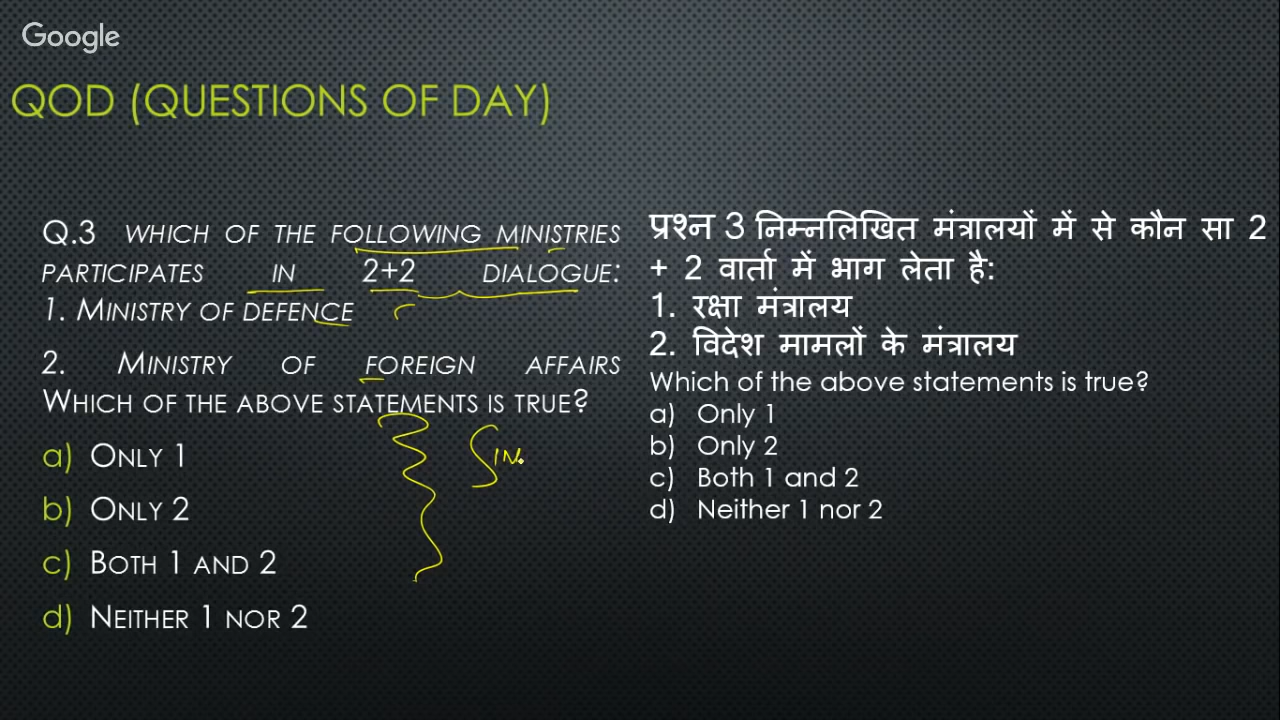 Google
QOD (QUESTIONS OF DAY)
Q.3 WHICH OF THE FOLLOWING MINISTRIES
PARTICIPATES IN 2+2 DIALOGUE:
1. MINISTRY OF DEFENCE
2. MINISTRY OF FOREIGN AFFAIRS
WHICH OF THE ABOVE STATEMENTS IS TRUE?
a) ONLY 1
b) ONLY 2
c) BOTH 1 AND 2
d) NEITHER 1 NOR 2
प्रश्न 3 निम्नलिखित मंत्रालयों में से कौन सा 2
+ 2 वार्ता में भाग लेता है:
1. रक्षा मंत्रालय
2. विदेश मामलों के मंत्रालय
Which of the above statements is true?
a) Only 1
b) Only 2
c) Both 1 and 2
d) Neither 1 nor 2